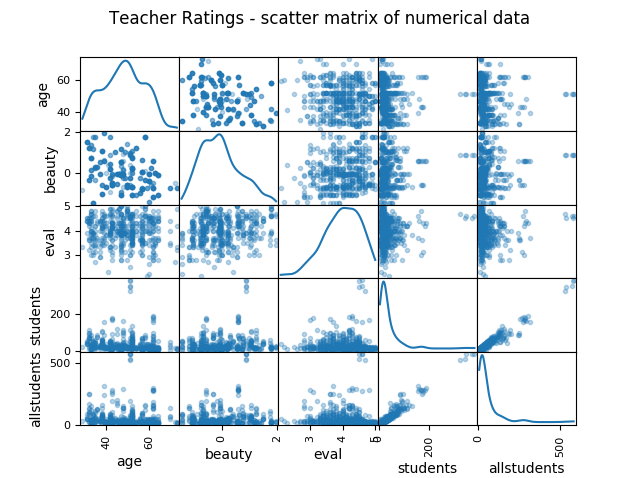 Teacher Ratings - scatter matrix of numerical data
age
60
40
beauty
2
0
eval
5
4
3
students
200
0
allstudents
500
0
40
60
age
0
2
beauty
3
4
5
eval
0
200
students
0
500
allstudents